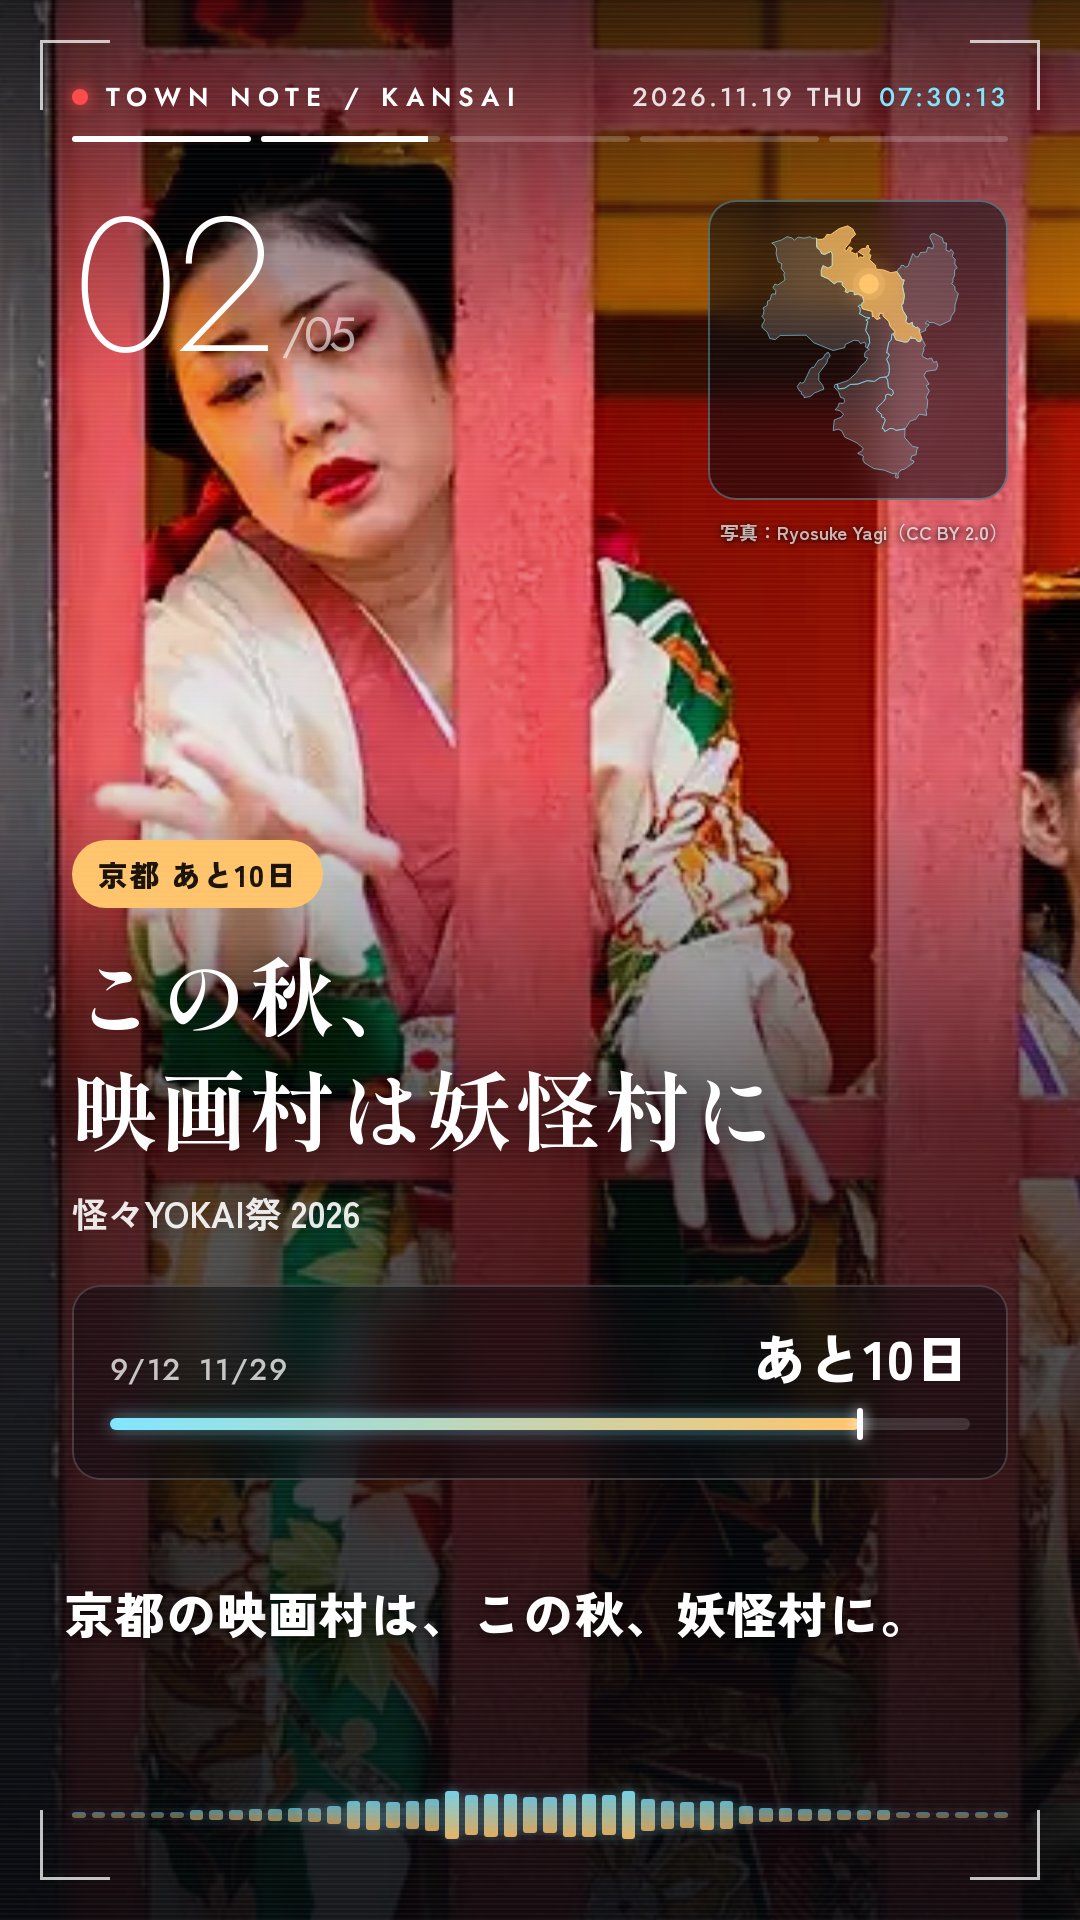 TOWN NOTE / KANSAI
2026.11.19 THU 07:30:13
02/05
写真：Ryosuke Yagi（CC BY 2.0）
京都 あと10日
この秋、
映画村は妖怪村に
怪々YOKAI祭 2026
9/12 11/29
あと10日
京都の映画村は、この秋、妖怪村に。